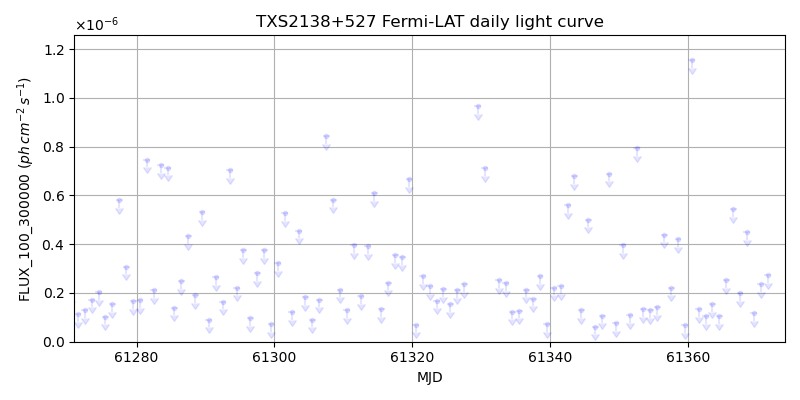 TXS2138+527 Fermi-LAT daily light curve
×10⁻⁶
1.2
1.0
0.8
0.6
0.4
0.2
0.0
FLUX_100_300000 (ph cm⁻² s⁻¹)
61280 61300 61320 61340 61360
MJD